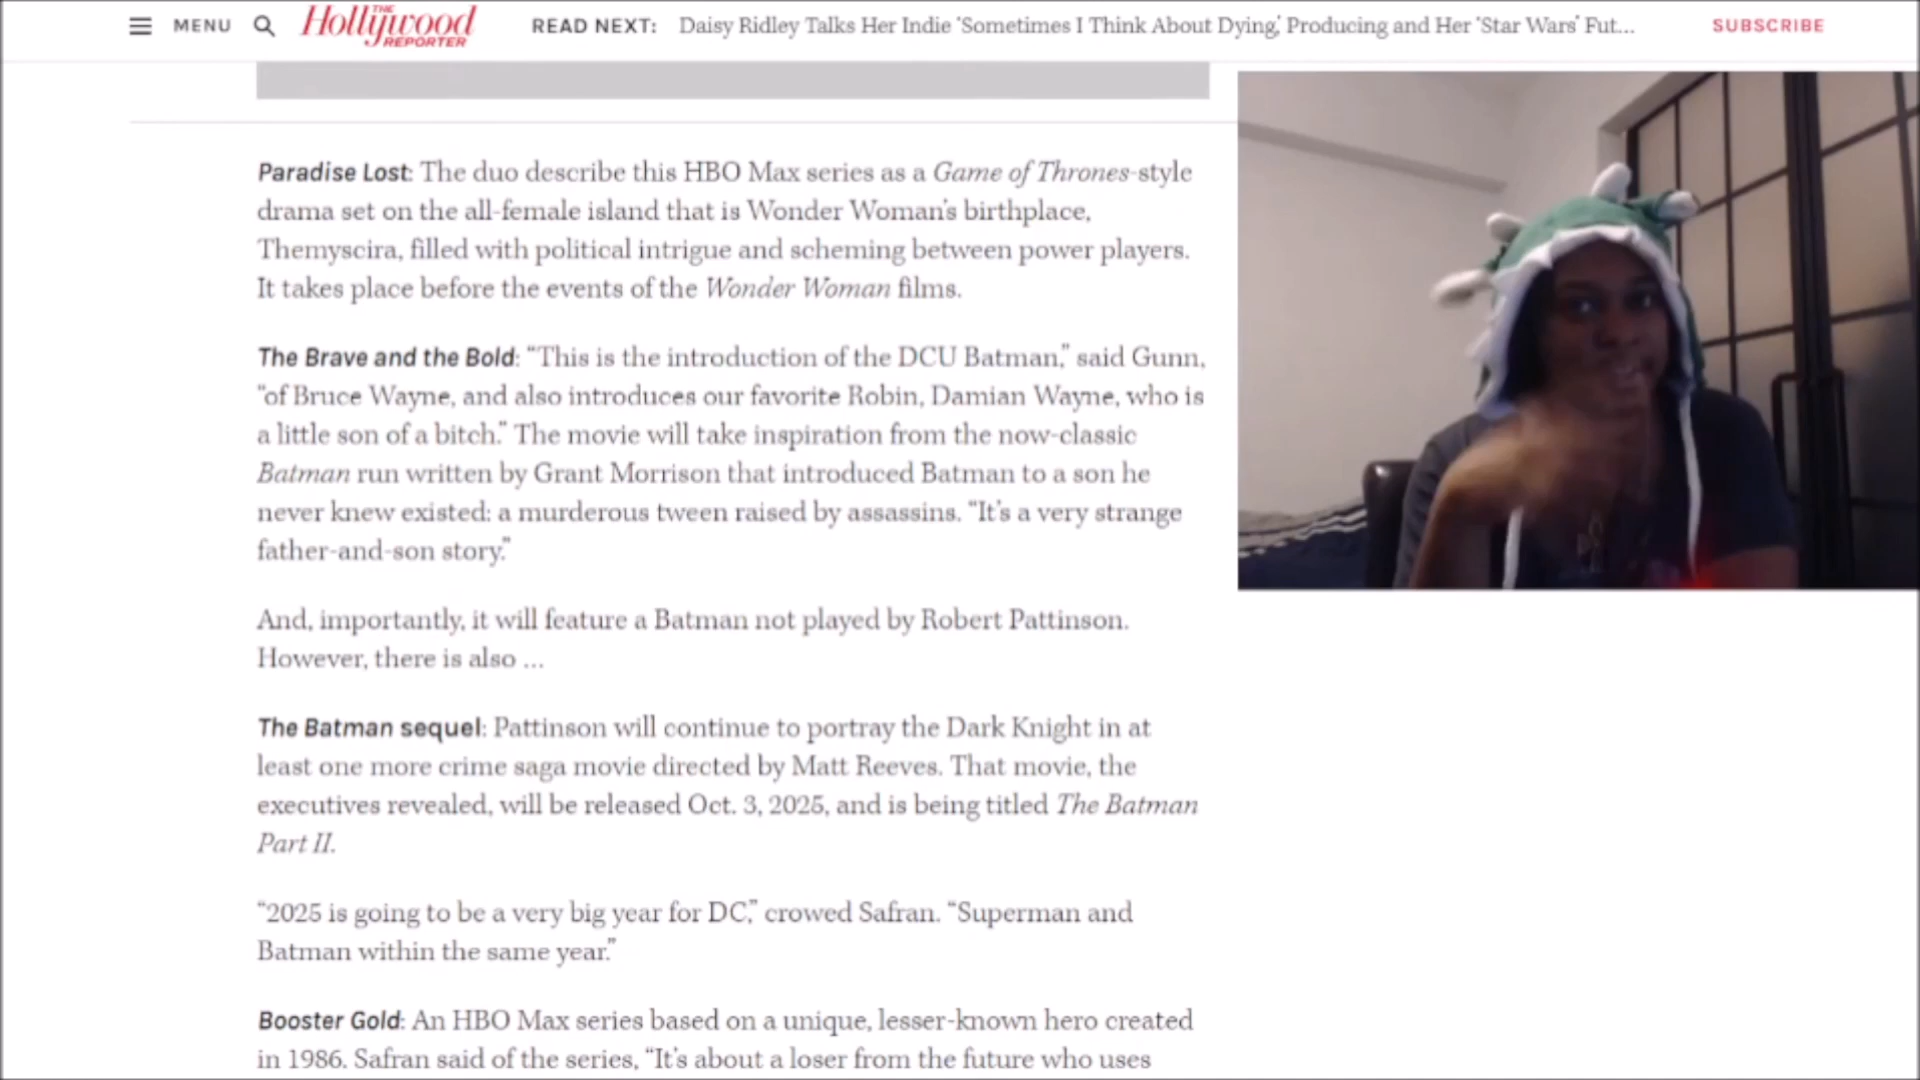 MENU
THE
Hollywood
REPORTER
READ NEXT: Daisy Ridley Talks Her Indie ‘Sometimes I Think About Dying,’ Producing and Her ‘Star Wars’ Fut...
SUBSCRIBE
Paradise Lost: The duo describe this HBO Max series as a Game of Thrones-style
drama set on the all-female island that is Wonder Woman’s birthplace,
Themyscira, filled with political intrigue and scheming between power players.
It takes place before the events of the Wonder Woman films.
The Brave and the Bold: “This is the introduction of the DCU Batman,” said Gunn,
“of Bruce Wayne, and also introduces our favorite Robin, Damian Wayne, who is
a little son of a bitch.” The movie will take inspiration from the now-classic
Batman run written by Grant Morrison that introduced Batman to a son he
never knew existed: a murderous tween raised by assassins. “It’s a very strange
father-and-son story.”
And, importantly, it will feature a Batman not played by Robert Pattinson.
However, there is also …
The Batman sequel: Pattinson will continue to portray the Dark Knight in at
least one more crime saga movie directed by Matt Reeves. That movie, the
executives revealed, will be released Oct. 3, 2025, and is being titled The Batman
Part II.
“2025 is going to be a very big year for DC,” crowed Safran. “Superman and
Batman within the same year.”
Booster Gold: An HBO Max series based on a unique, lesser-known hero created
in 1986. Safran said of the series, “It’s about a loser from the future who uses